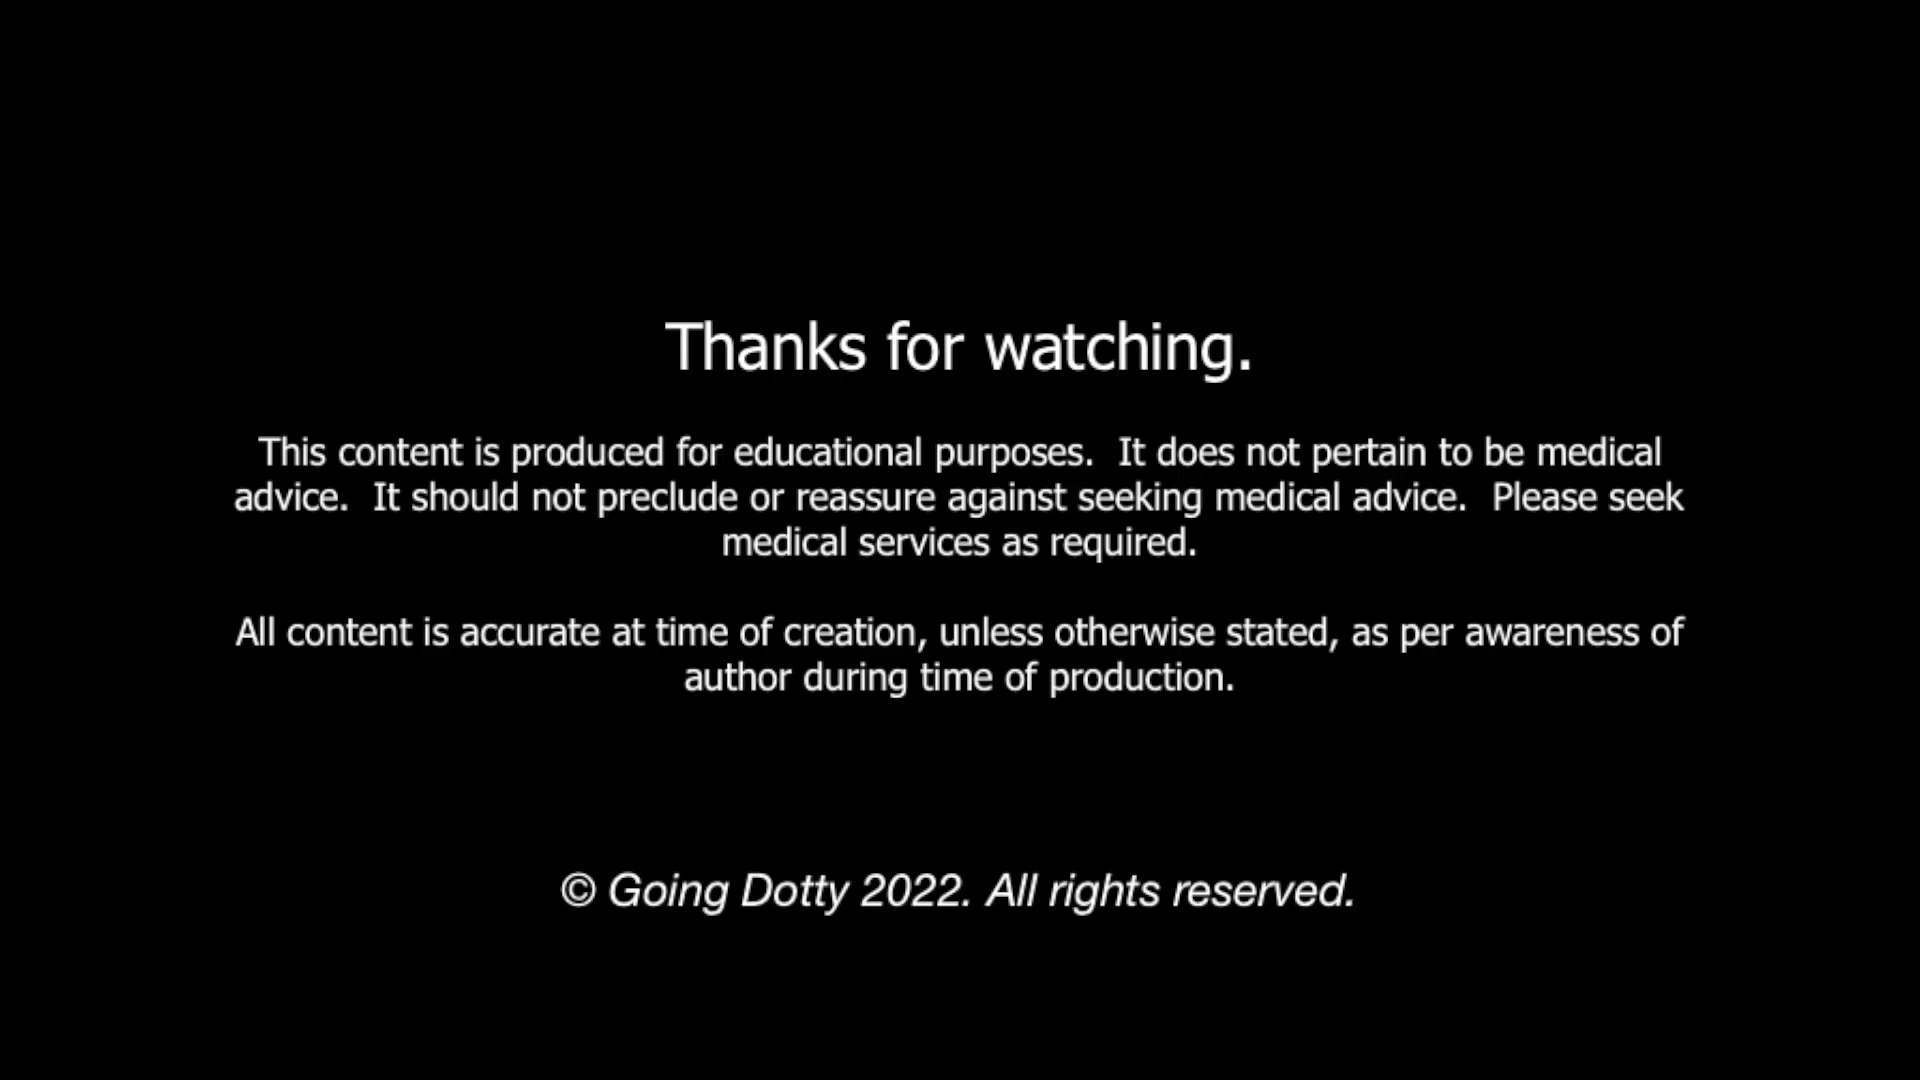 Thanks for watching.
This content is produced for educational purposes.  It does not pertain to be medical
advice.  It should not preclude or reassure against seeking medical advice.  Please seek
medical services as required.
All content is accurate at time of creation, unless otherwise stated, as per awareness of
author during time of production.
© Going Dotty 2022. All rights reserved.